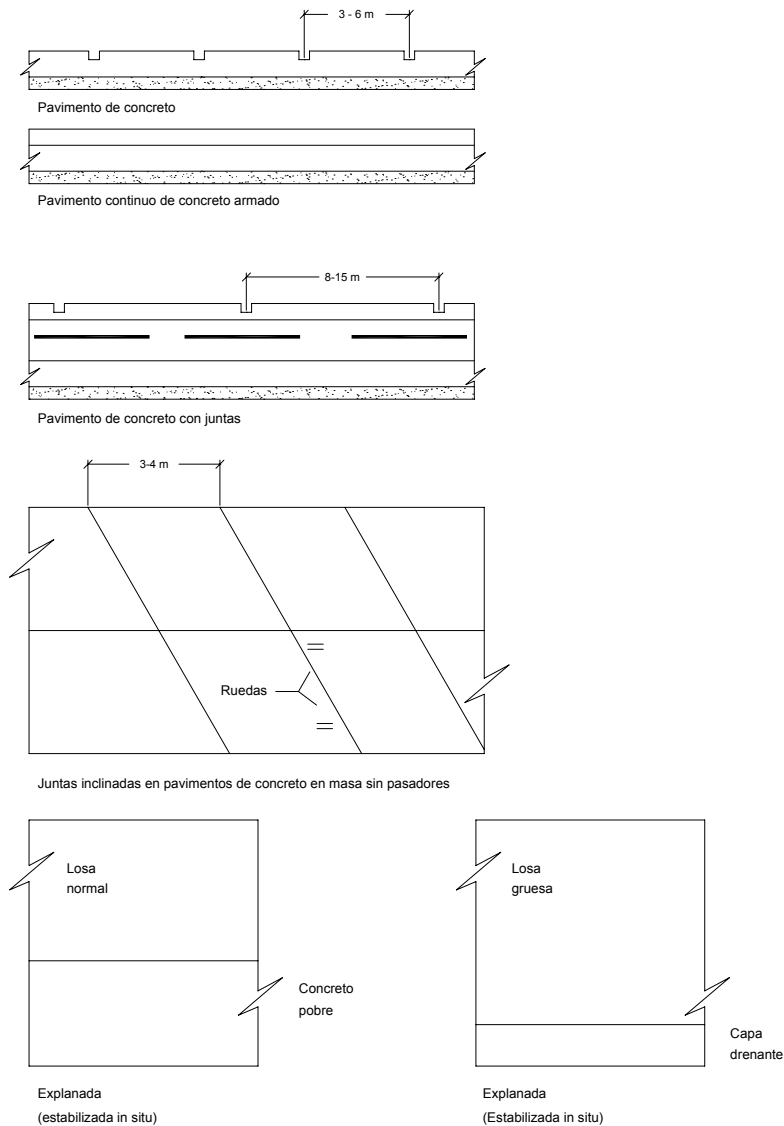 3 - 6 m
Pavimento de concreto
Pavimento continuo de concreto armado
8-15 m
Pavimento de concreto con juntas
3-4 m
Ruedas
Juntas inclinadas en pavimentos de concreto en masa sin pasadores
Losa
normal
Concreto
pobre
Explanada
(estabilizada in situ)
Losa
gruesa
Capa
drenante
Explanada
(Estabilizada in situ)